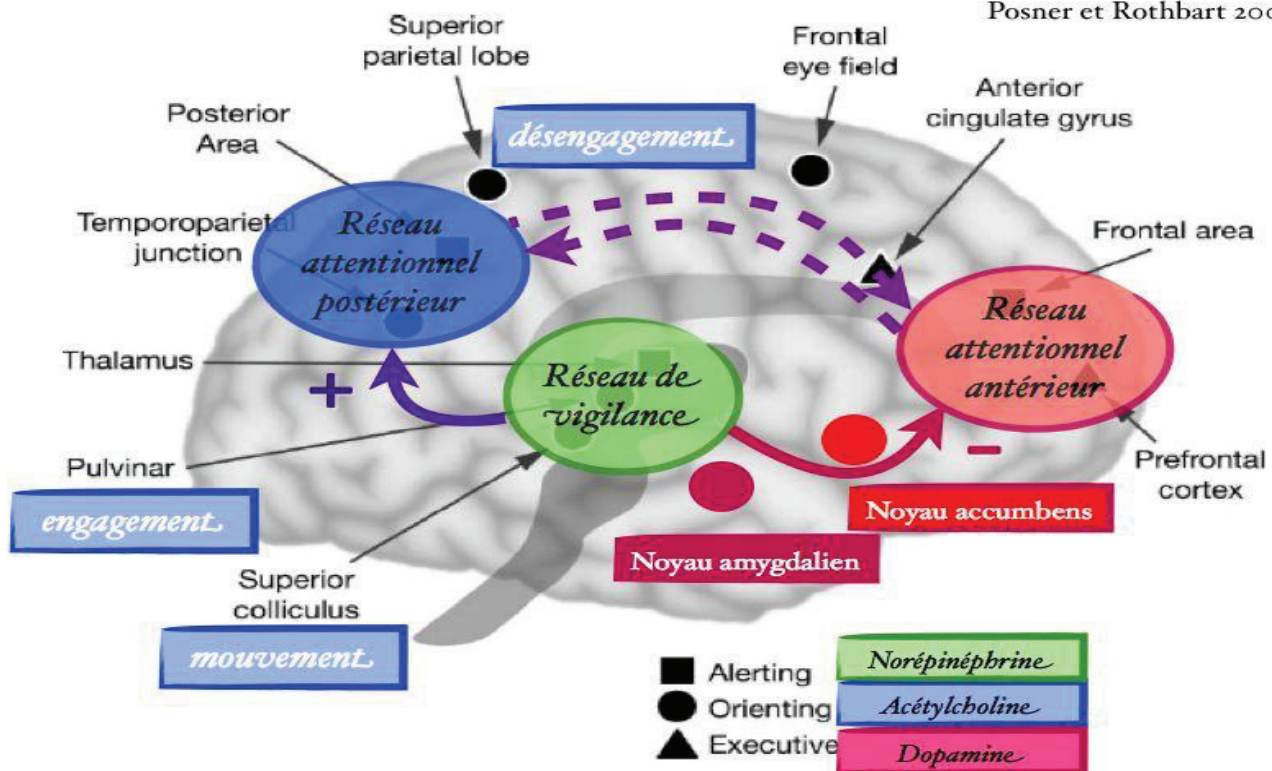 Posner et Rothbart 200
Superior
parietal lobe
Frontal
eye field
Anterior
cingulate gyrus
Posterior
Area
désengagement
Temporoparietal
junction
Réseau
attentionnel
postérieur
Frontal area
Réseau
attentionnel
antérieur
Thalamus
+
Réseau de
vigilance
-
Pulvinar
engagement
Prefrontal
cortex
Noyau accumbens
Noyau amygdalien
Superior
colliculus
mouvement
Alerting
Orienting
Executive
Norépinéphrine
Acétylcholine
Dopamine